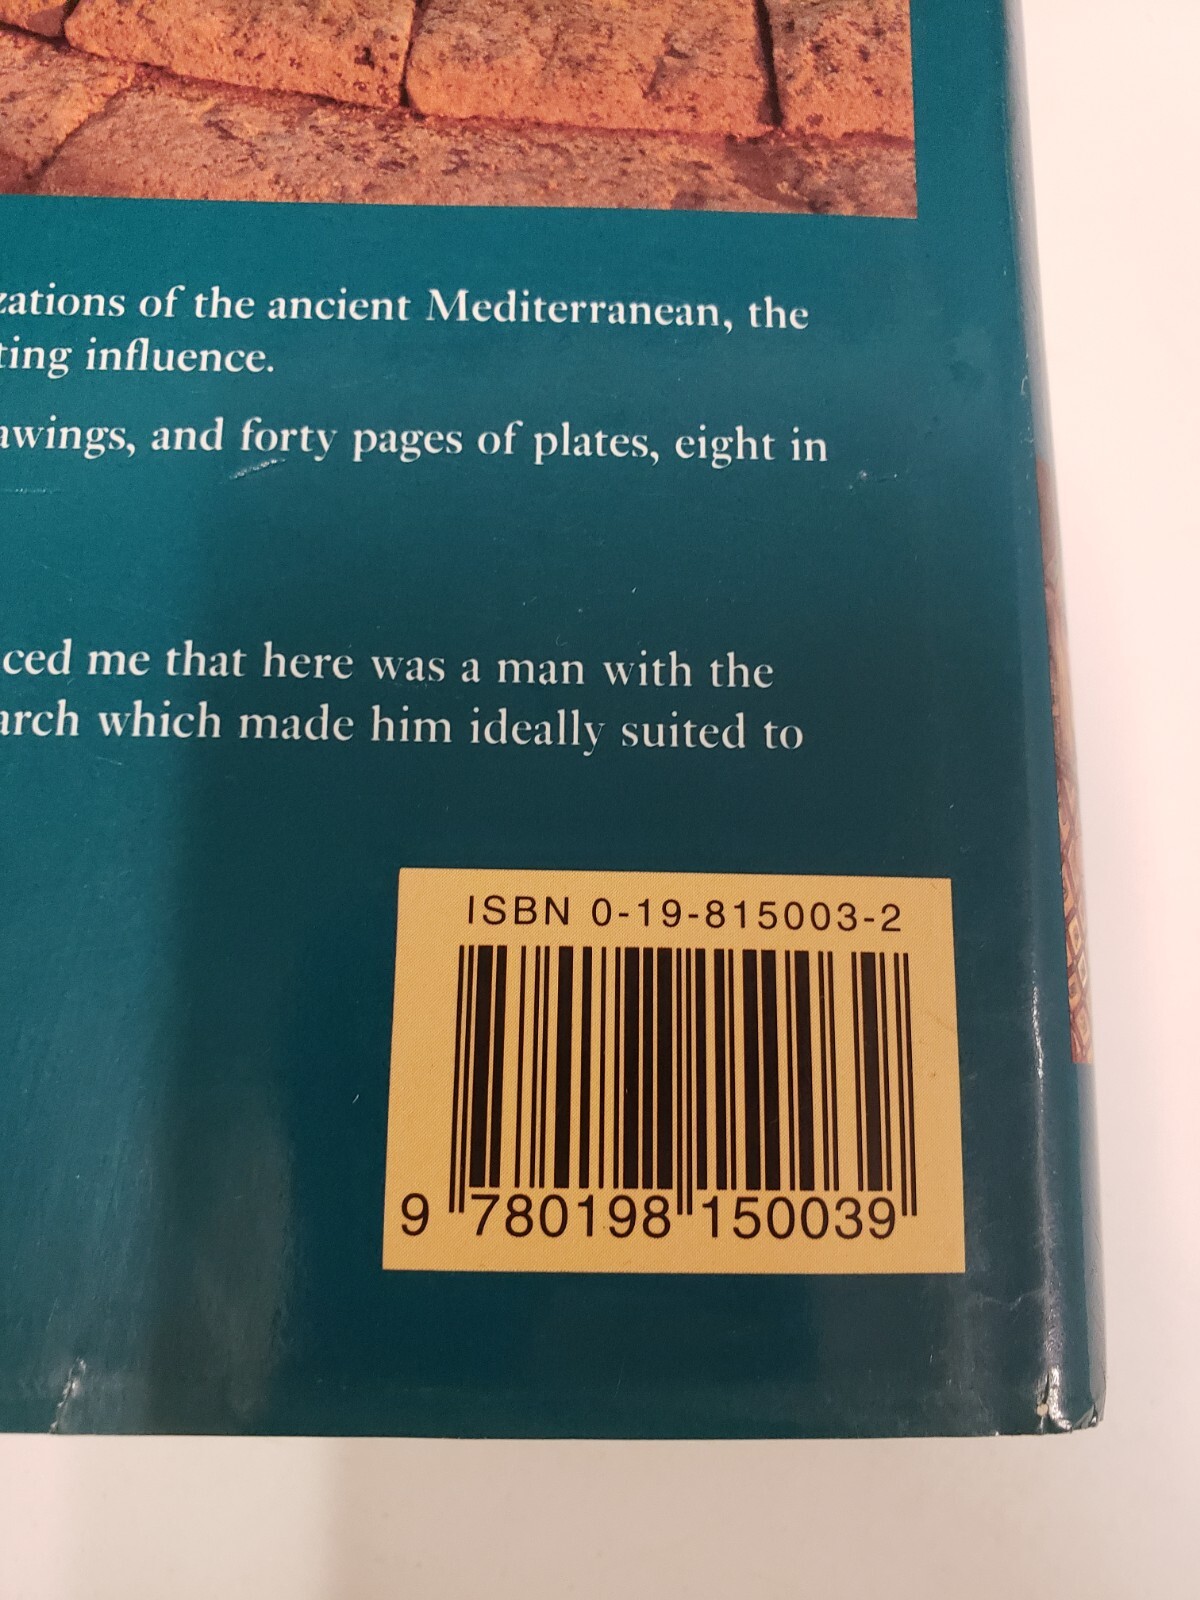 zations of the ancient Mediterranean, the
ting influence.
awings, and forty pages of plates, eight in
ced me that here was a man with the
arch which made him ideally suited to
ISBN 0-19-815003-2
9 780198 150039